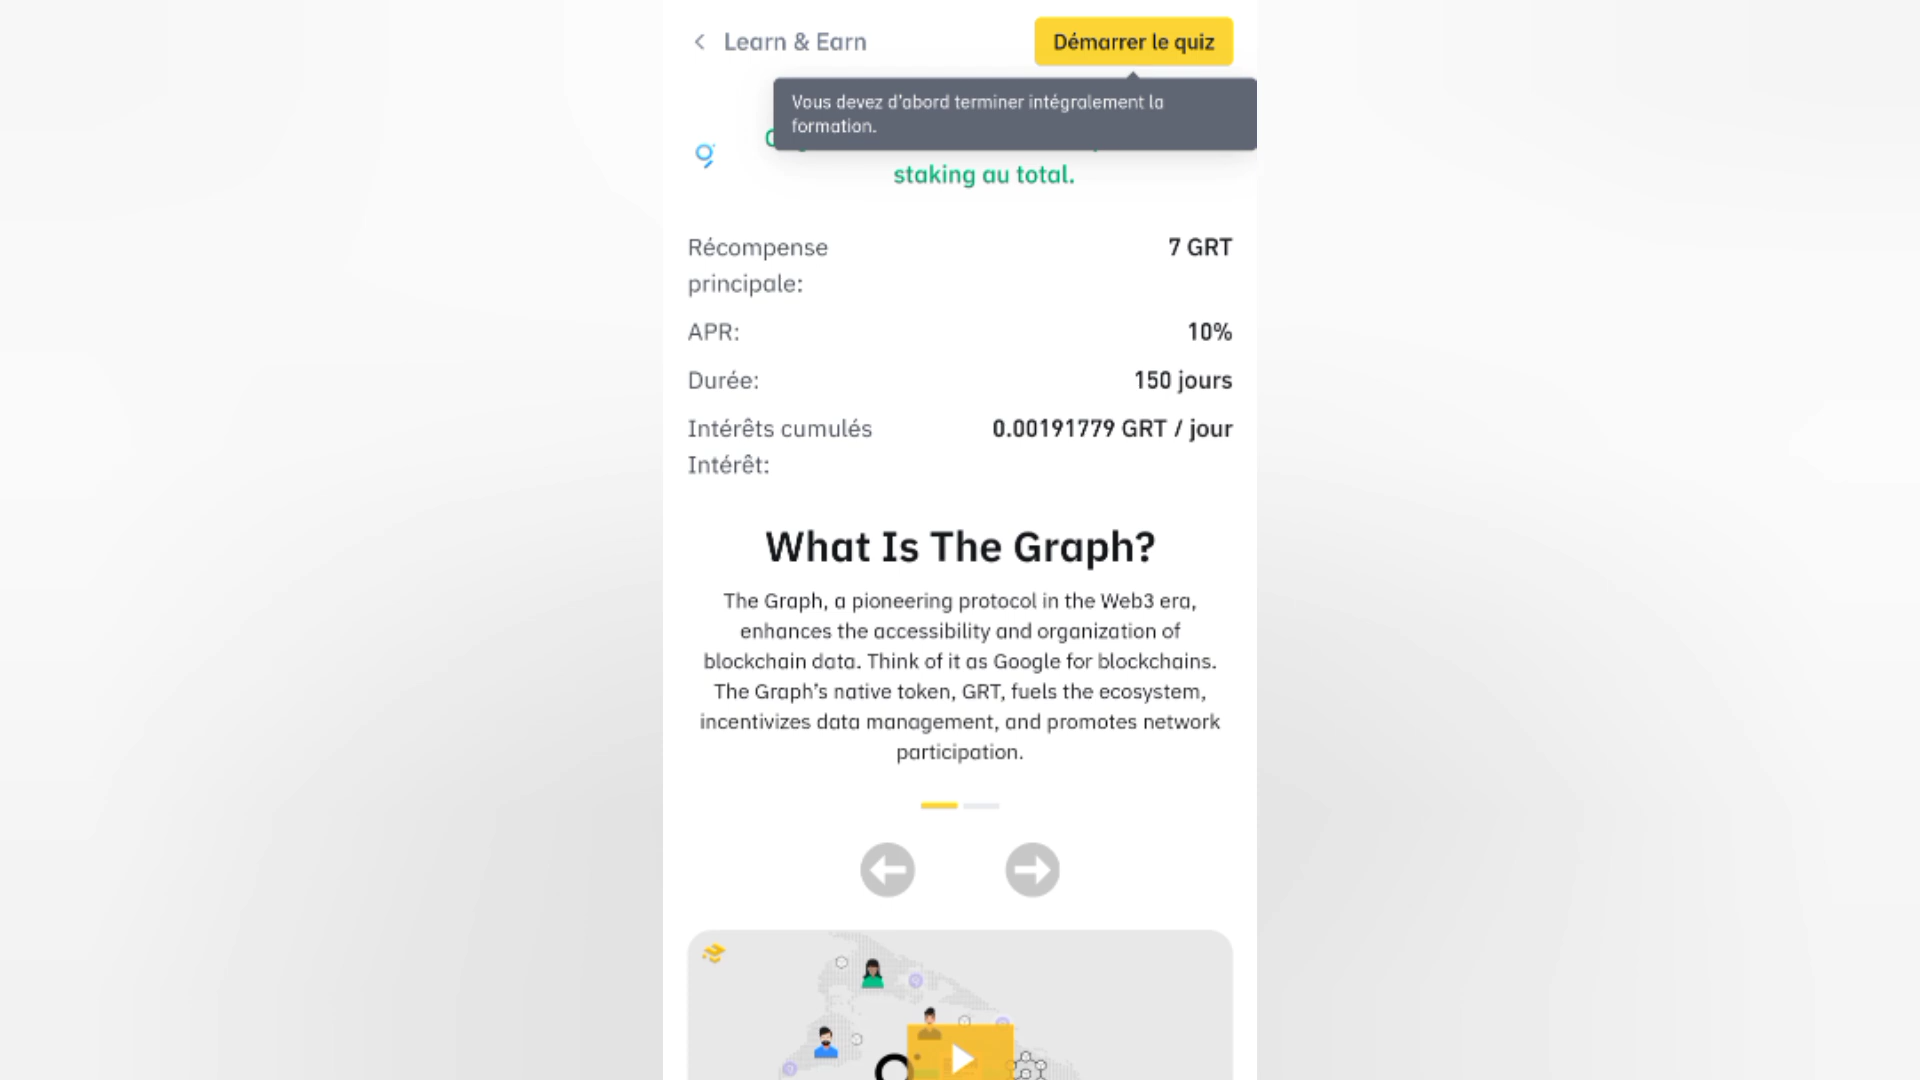 Learn & Earn
Démarrer le quiz
Vous devez d'abord terminer intégralement la
formation.
staking au total.
Récompense
principale:
7 GRT
APR:
10%
Durée:
150 jours
Intérêts cumulés
Intérêt:
0.00191779 GRT / jour
What Is The Graph?
The Graph, a pioneering protocol in the Web3 era,
enhances the accessibility and organization of
blockchain data. Think of it as Google for blockchains.
The Graph's native token, GRT, fuels the ecosystem,
incentivizes data management, and promotes network
participation.